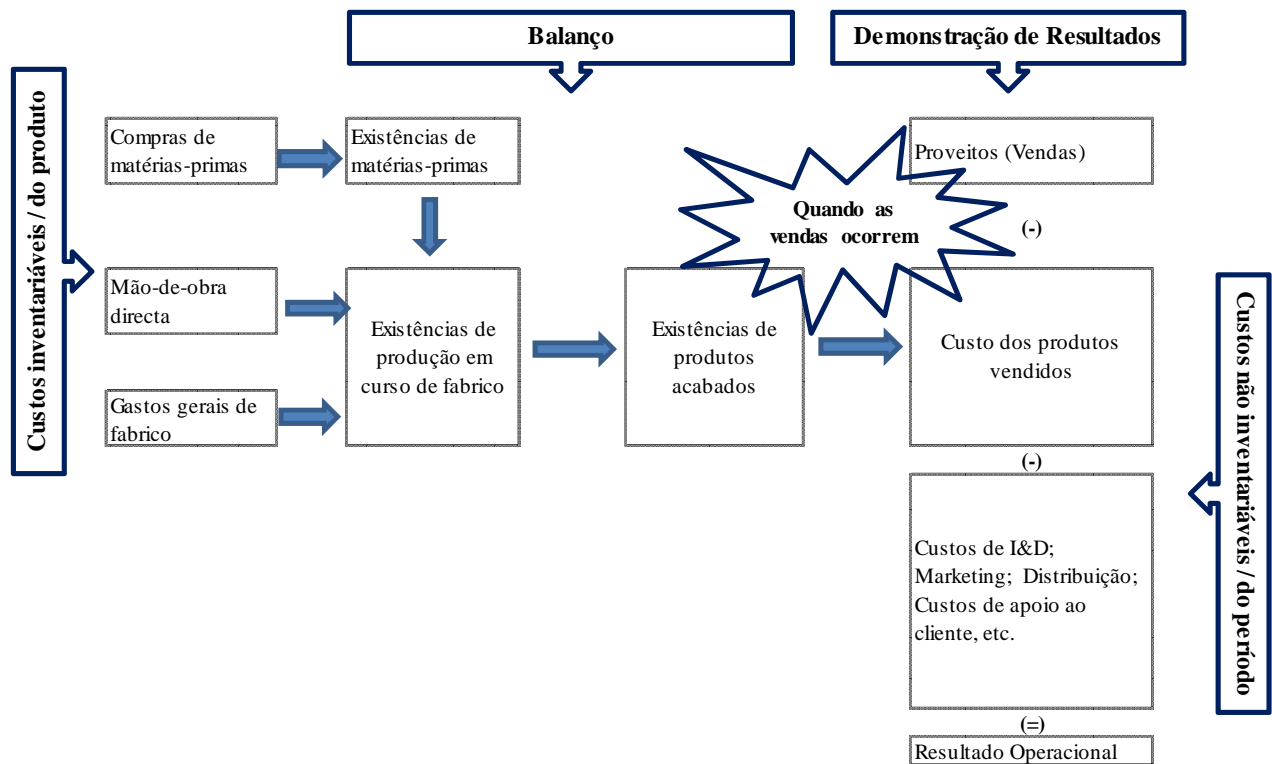 Balanço
Demonstração de Resultados
Custos inventariáveis / do produto
Compras de
matérias-primas
Existências de
matérias-primas
Proveitos (Vendas)
Quando as
vendas ocorrem
(-)
Mão-de-obra
directa
Gastos gerais de
fabrico
Existências de
produção em
curso de fabrico
Existências de
produtos
acabados
Custo dos produtos
vendidos
(-)
Custos de I&D;
Marketing; Distribuição;
Custos de apoio ao
cliente, etc.
Custos não inventariáveis / do período
(=)
Resultado Operacional